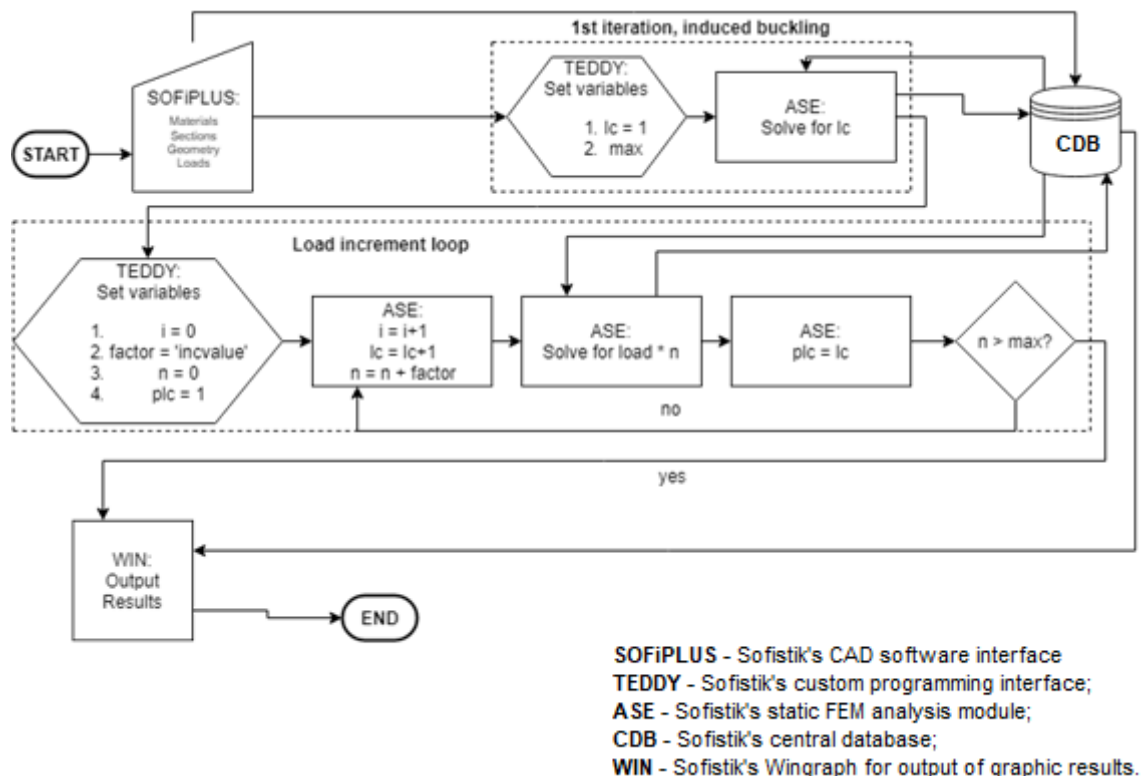 1st iteration, induced buckling
START
SOFiPLUS:
Materials
Sections
Geometry
Loads
TEDDY:
Set variables
1. lc = 1
2. max
ASE:
Solve for lc
CDB
Load increment loop
TEDDY:
Set variables
1. i = 0
2. factor = 'incvalue'
3. n = 0
4. plc = 1
ASE:
i = i+1
lc = lc+1
n = n + factor
ASE:
Solve for load * n
ASE:
plc = lc
n > max?
no
yes
WIN:
Output
Results
END
SOFiPLUS - Sofistik's CAD software interface
TEDDY - Sofistik's custom programming interface;
ASE - Sofistik's static FEM analysis module;
CDB - Sofistik's central database;
WIN - Sofistik's Wingraph for output of graphic results.